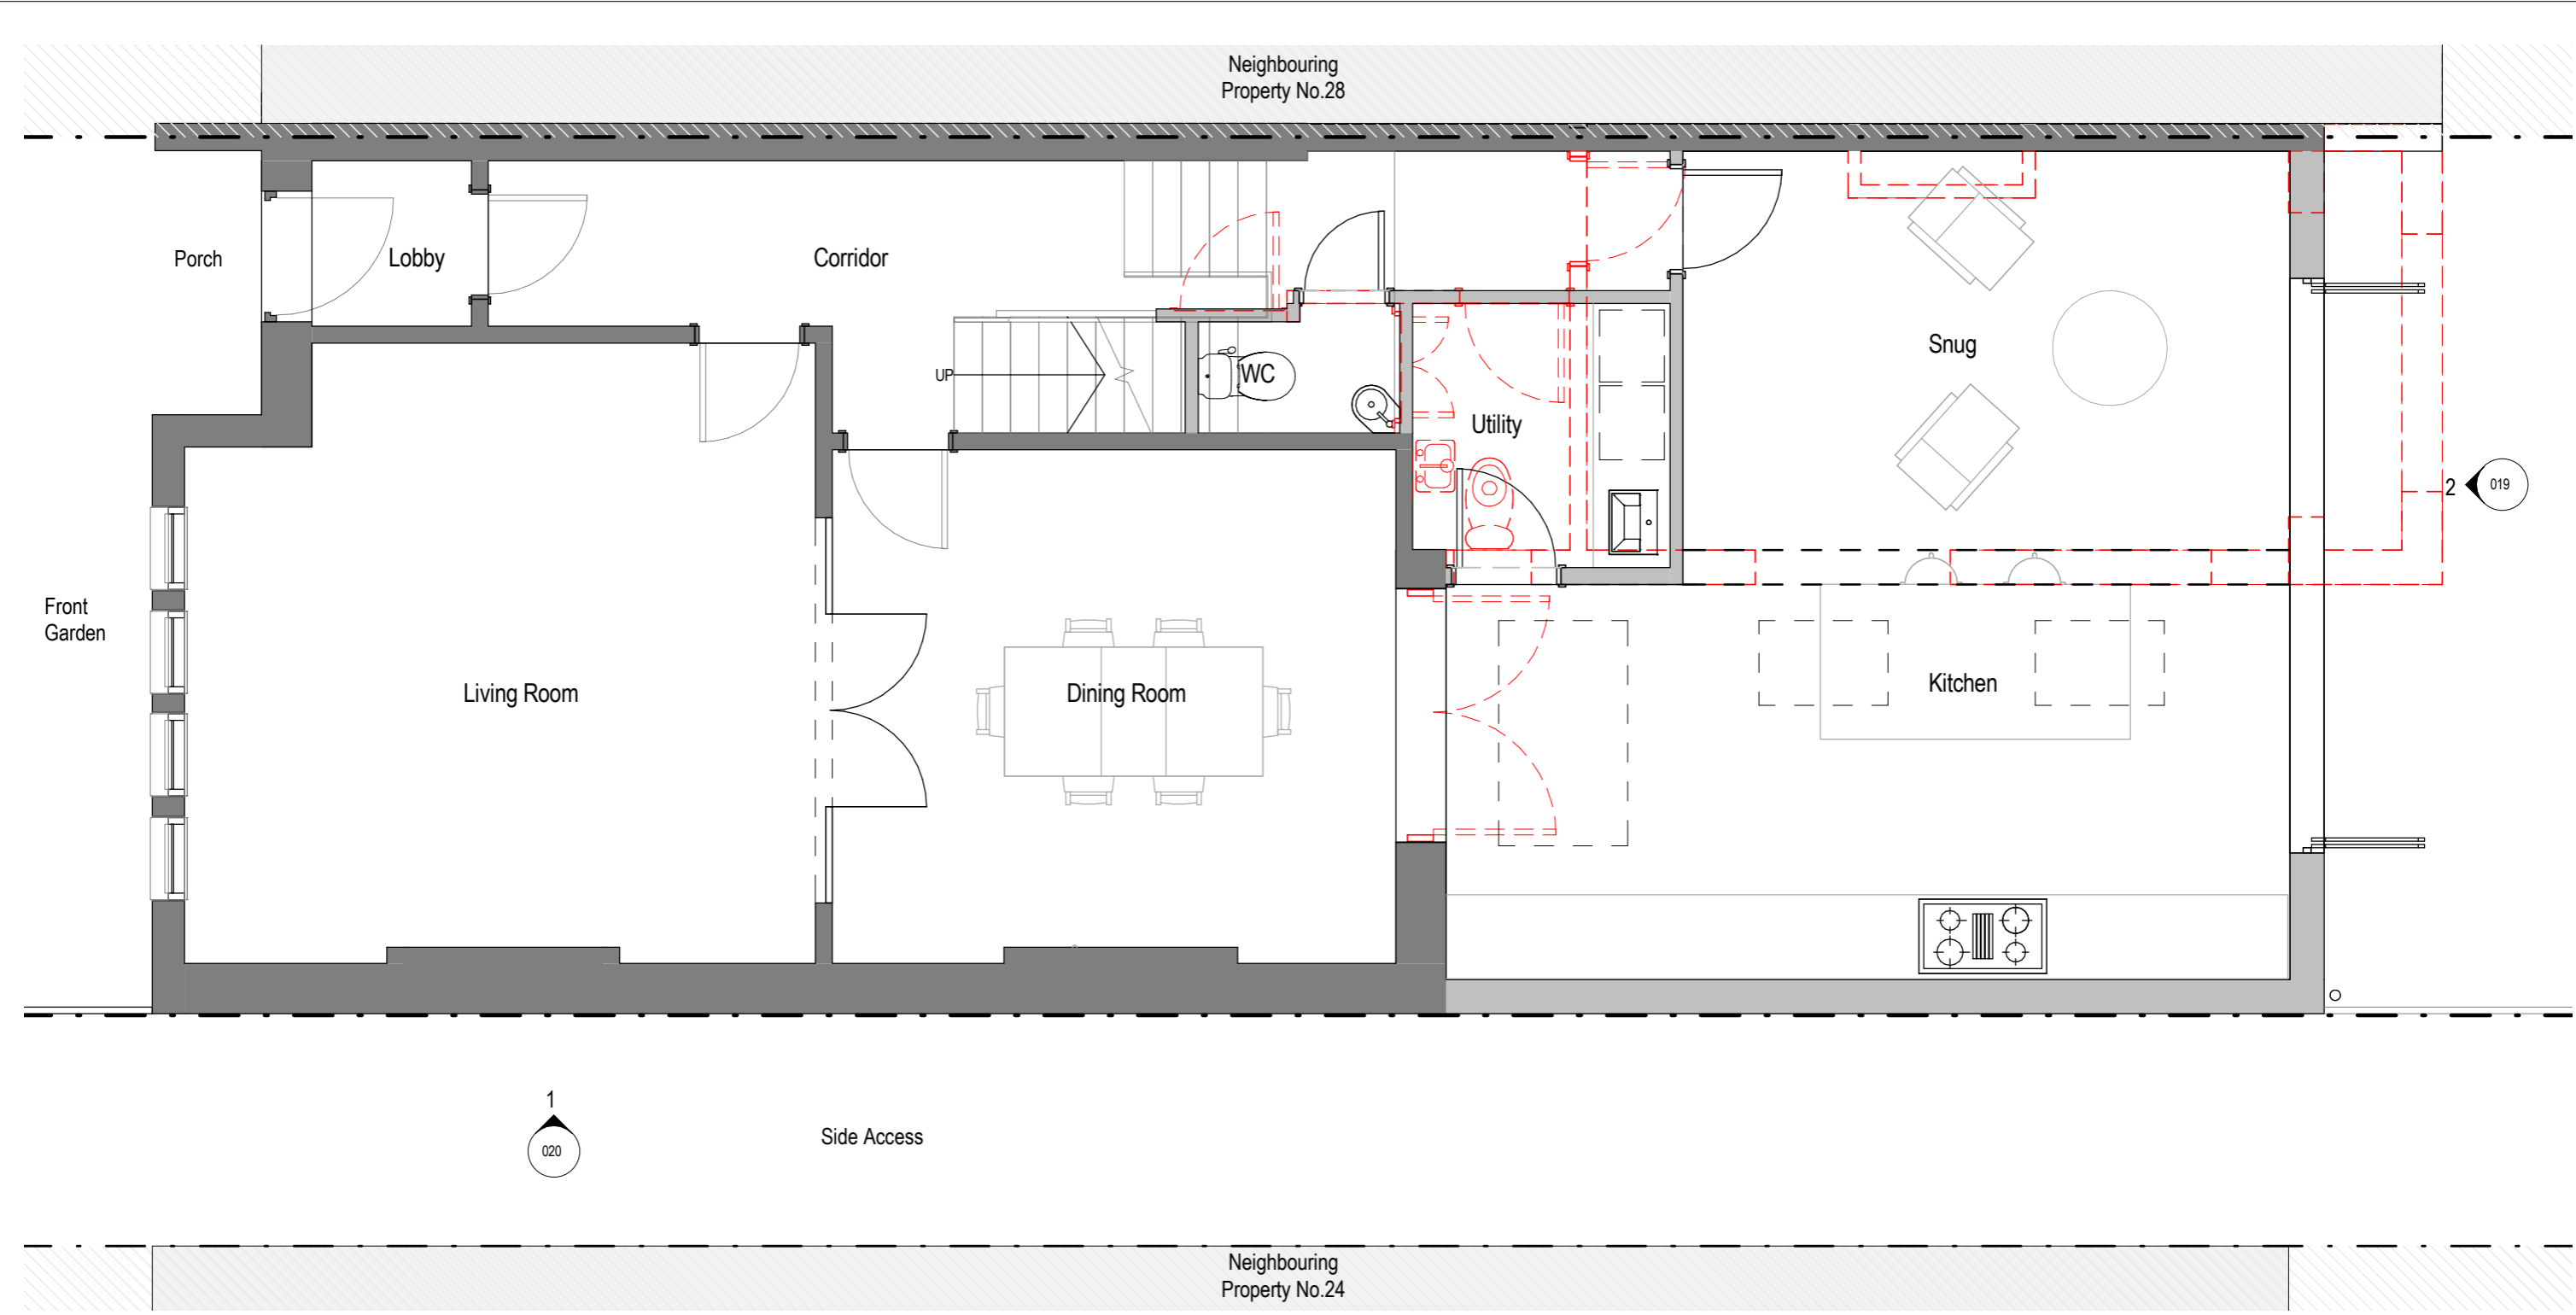 Neighbouring
Property No.28
Porch
Lobby
Corridor
Snug
UP
WC
Utility
2
019
Front
Garden
Living Room
Dining Room
Kitchen
1
020
Side Access
Neighbouring
Property No.24